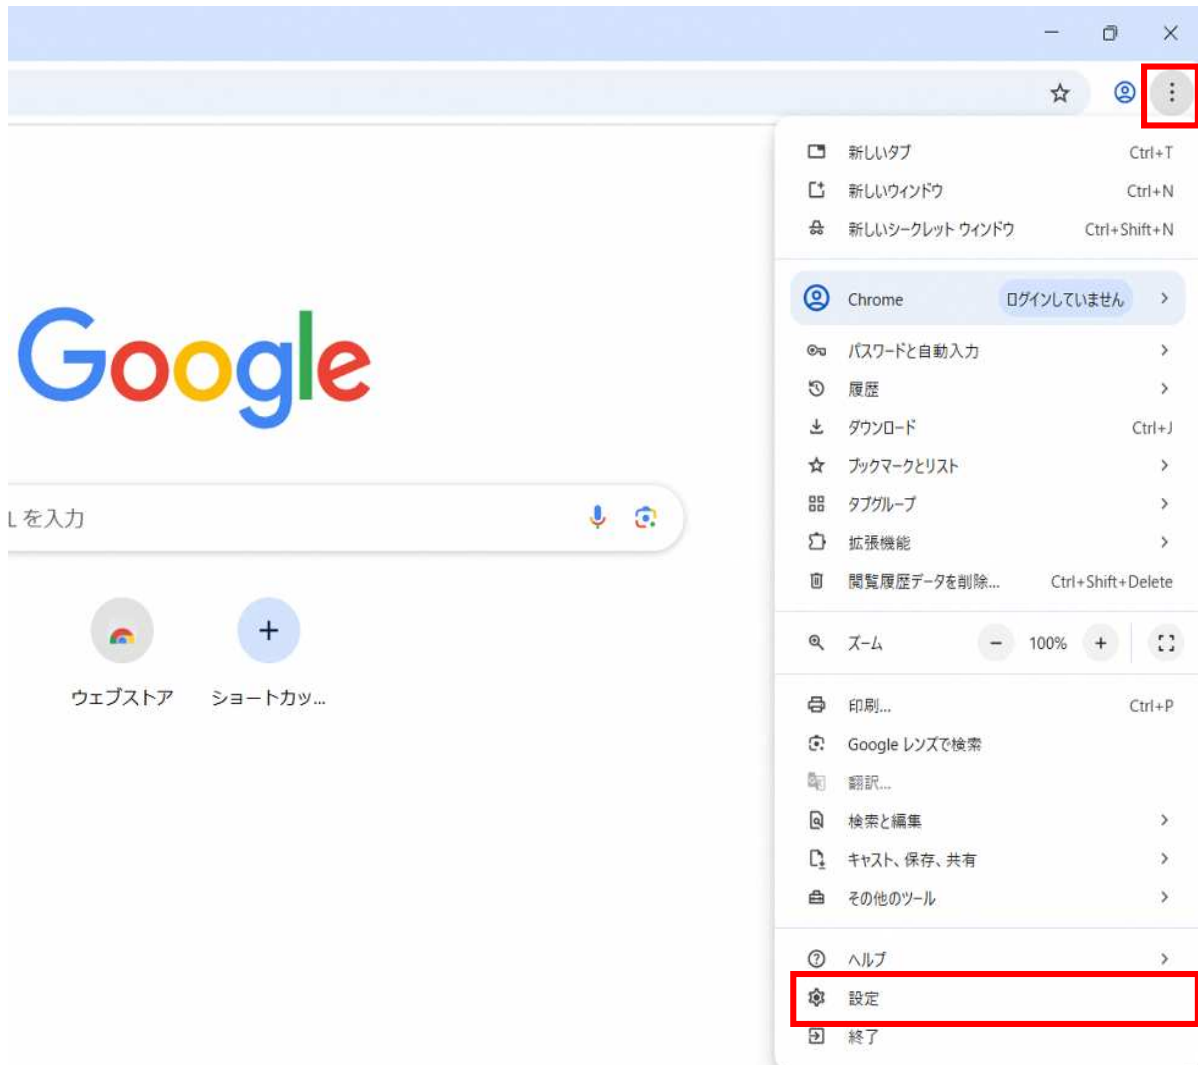 新しいタブ Ctrl+T
新しいウィンドウ Ctrl+N
新しいシークレット ウィンドウ Ctrl+Shift+N
Chrome ログインしていません
パスワードと自動入力
履歴
ダウンロード Ctrl+J
ブックマークとリスト
タブグループ
拡張機能
閲覧履歴データを削除... Ctrl+Shift+Delete
ズーム - 100% +
印刷... Ctrl+P
Google レンズで検索
翻訳...
検索と編集
キャスト、保存、共有
その他のツール
ヘルプ
設定
終了
Google
L を入力
ウェブストア ショートカッ...